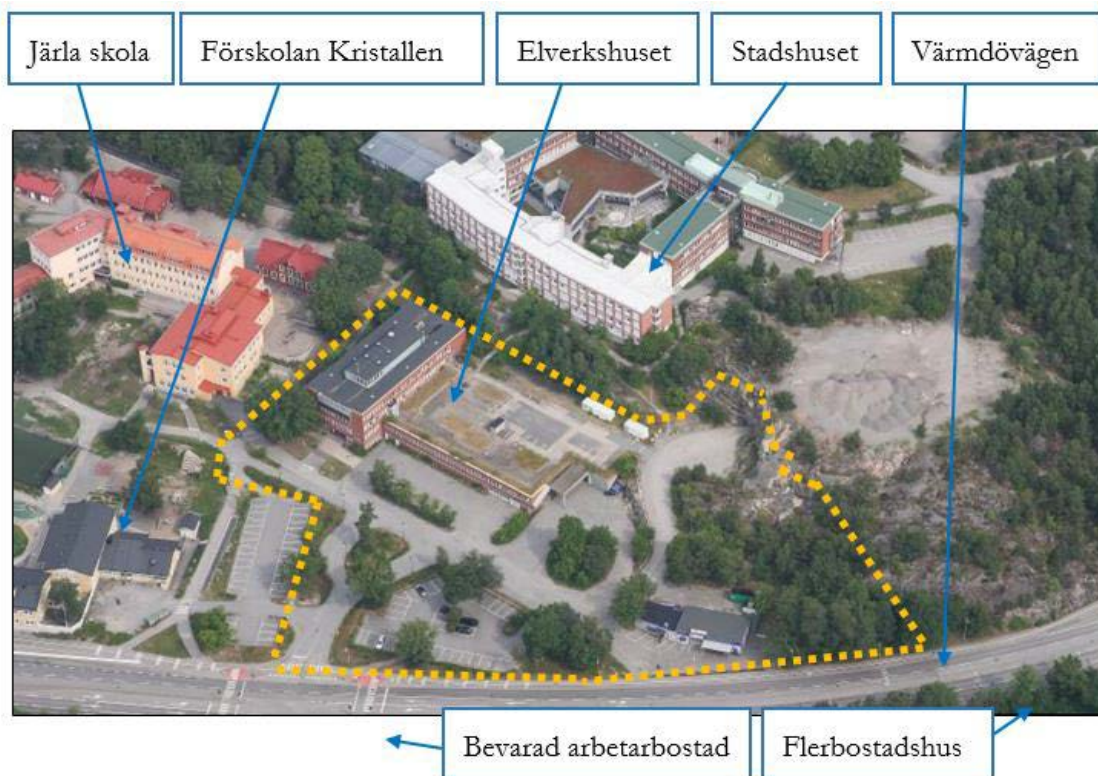 Järla skola
Förskolan Kristallen
Elverkshuset
Stadshuset
Värmdövägen
Bevarad arbetarbostad
Flerbostadshus